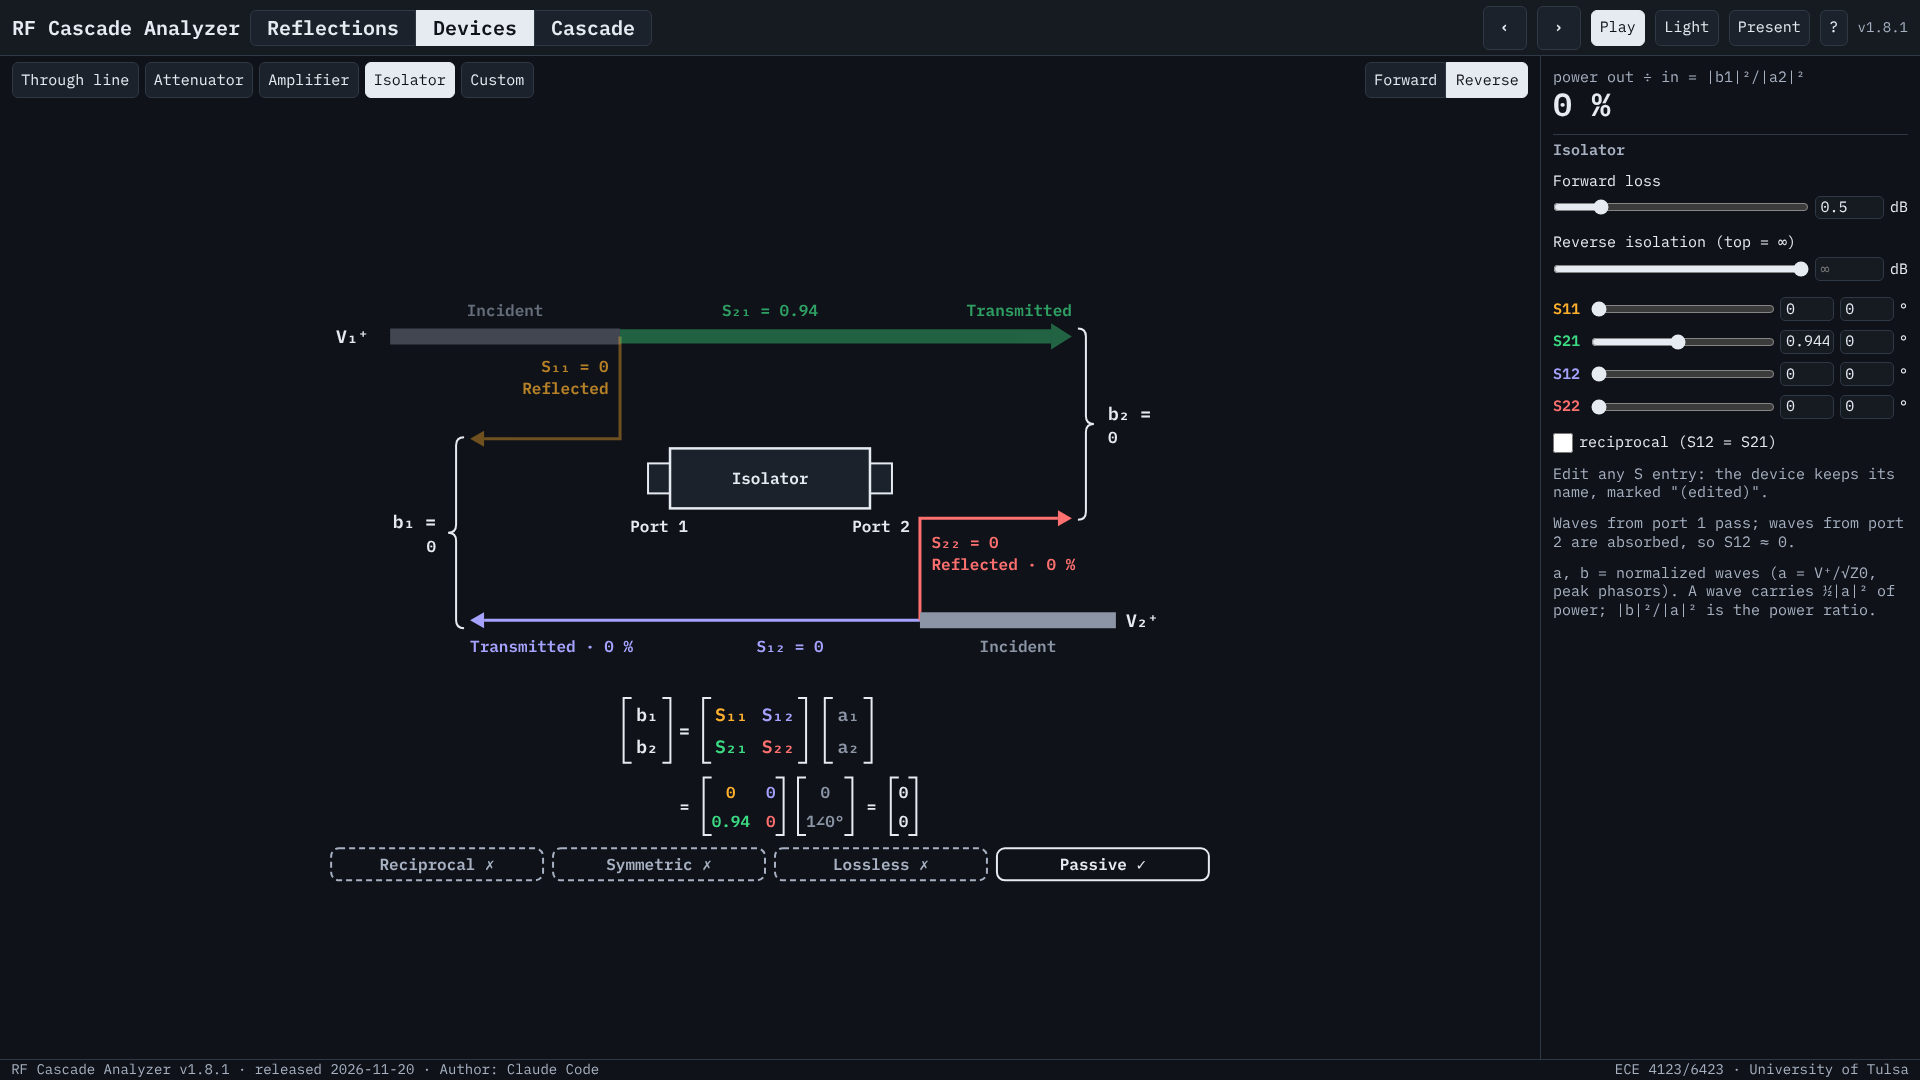 RF Cascade Analyzer Reflections Devices Cascade ‹ › Play Light Present ? v1.8.1
Through line Attenuator Amplifier Isolator Custom Forward Reverse
power out ÷ in = |b1|²/|a2|²
0 %
Isolator
Forward loss
0.5 dB
Reverse isolation (top = ∞)
∞ dB
S11 0 0 °
S21 0.944 0 °
S12 0 0 °
S22 0 0 °
reciprocal (S12 = S21)
Edit any S entry: the device keeps its
name, marked "(edited)".
Waves from port 1 pass; waves from port
2 are absorbed, so S12 ≈ 0.
a, b = normalized waves (a = V⁺/√Z0,
peak phasors). A wave carries ½|a|² of
power; |b|²/|a|² is the power ratio.
Incident S₂₁ = 0.94 Transmitted
V₁⁺
S₁₁ = 0
Reflected
b₂ =
0
Isolator
Port 1 Port 2
b₁ =
0
S₂₂ = 0
Reflected · 0 %
V₂⁺
Transmitted · 0 % S₁₂ = 0 Incident
b₁ S₁₁ S₁₂ a₁
=
b₂ S₂₁ S₂₂ a₂
0 0 0 0
= =
0.94 0 1∠0° 0
Reciprocal ✗ Symmetric ✗ Lossless ✗ Passive ✓
RF Cascade Analyzer v1.8.1 · released 2026-11-20 · Author: Claude Code ECE 4123/6423 · University of Tulsa